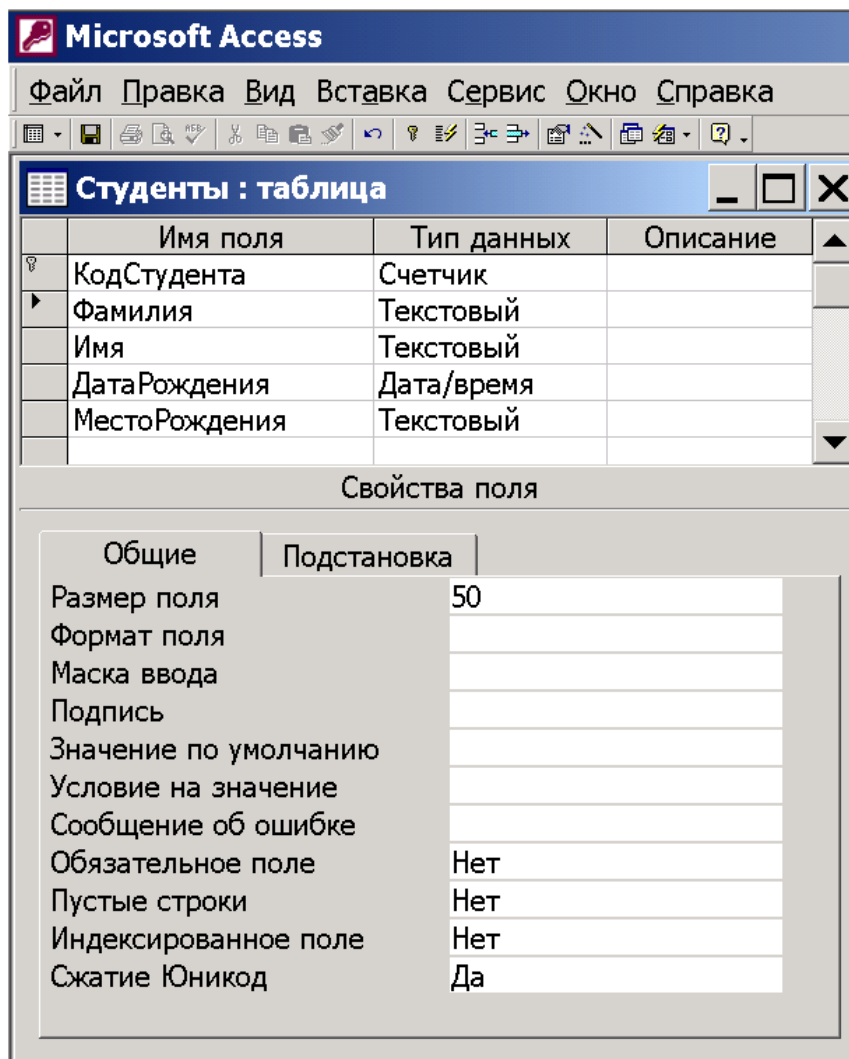 Microsoft Access
Файл Правка Вид Вставка Сервис Окно Справка
Студенты : таблица
Имя поля Тип данных Описание
КодСтудента Счетчик
Фамилия Текстовый
Имя Текстовый
ДатаРождения Дата/время
МестоРождения Текстовый
Свойства поля
Общие Подстановка
Размер поля 50
Формат поля
Маска ввода
Подпись
Значение по умолчанию
Условие на значение
Сообщение об ошибке
Обязательное поле Нет
Пустые строки Нет
Индексированное поле Нет
Сжатие Юникод Да